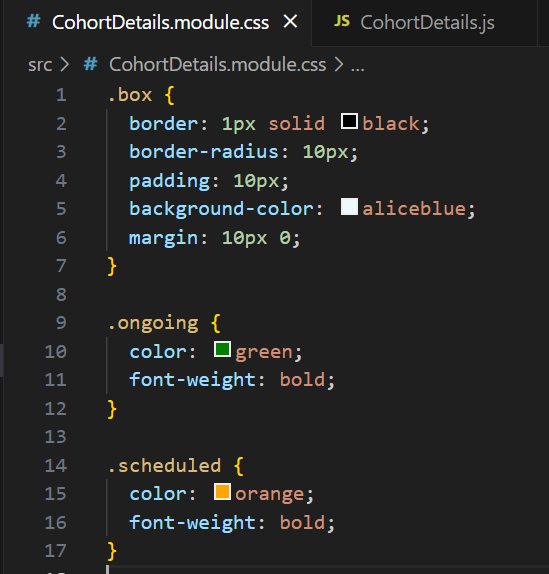 # CohortDetails.module.css ×
JS CohortDetails.js
src > # CohortDetails.module.css > ...
1 .box {
2 border: 1px solid black;
3 border-radius: 10px;
4 padding: 10px;
5 background-color: aliceblue;
6 margin: 10px 0;
7 }
8
9 .ongoing {
10 color: green;
11 font-weight: bold;
12 }
13
14 .scheduled {
15 color: orange;
16 font-weight: bold;
17 }